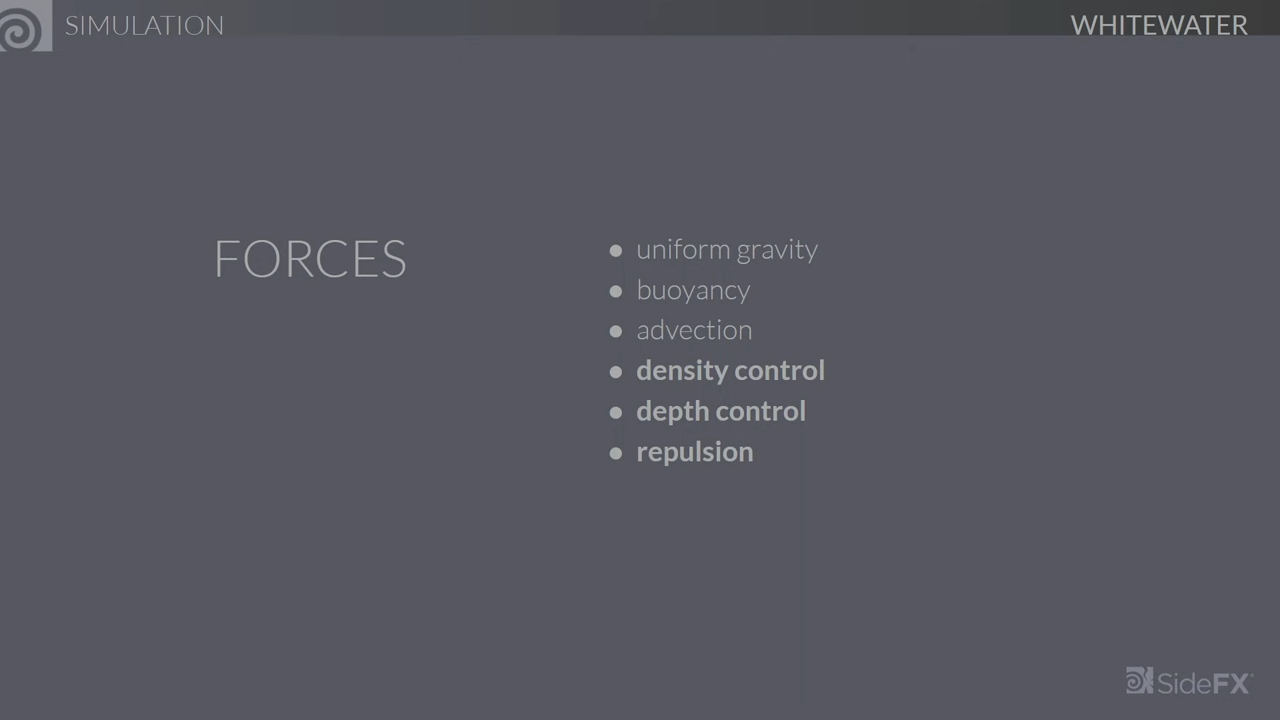 SIMULATION
WHITEWATER
FORCES
● uniform gravity
● buoyancy
● advection
● density control
● depth control
● repulsion
SideFX